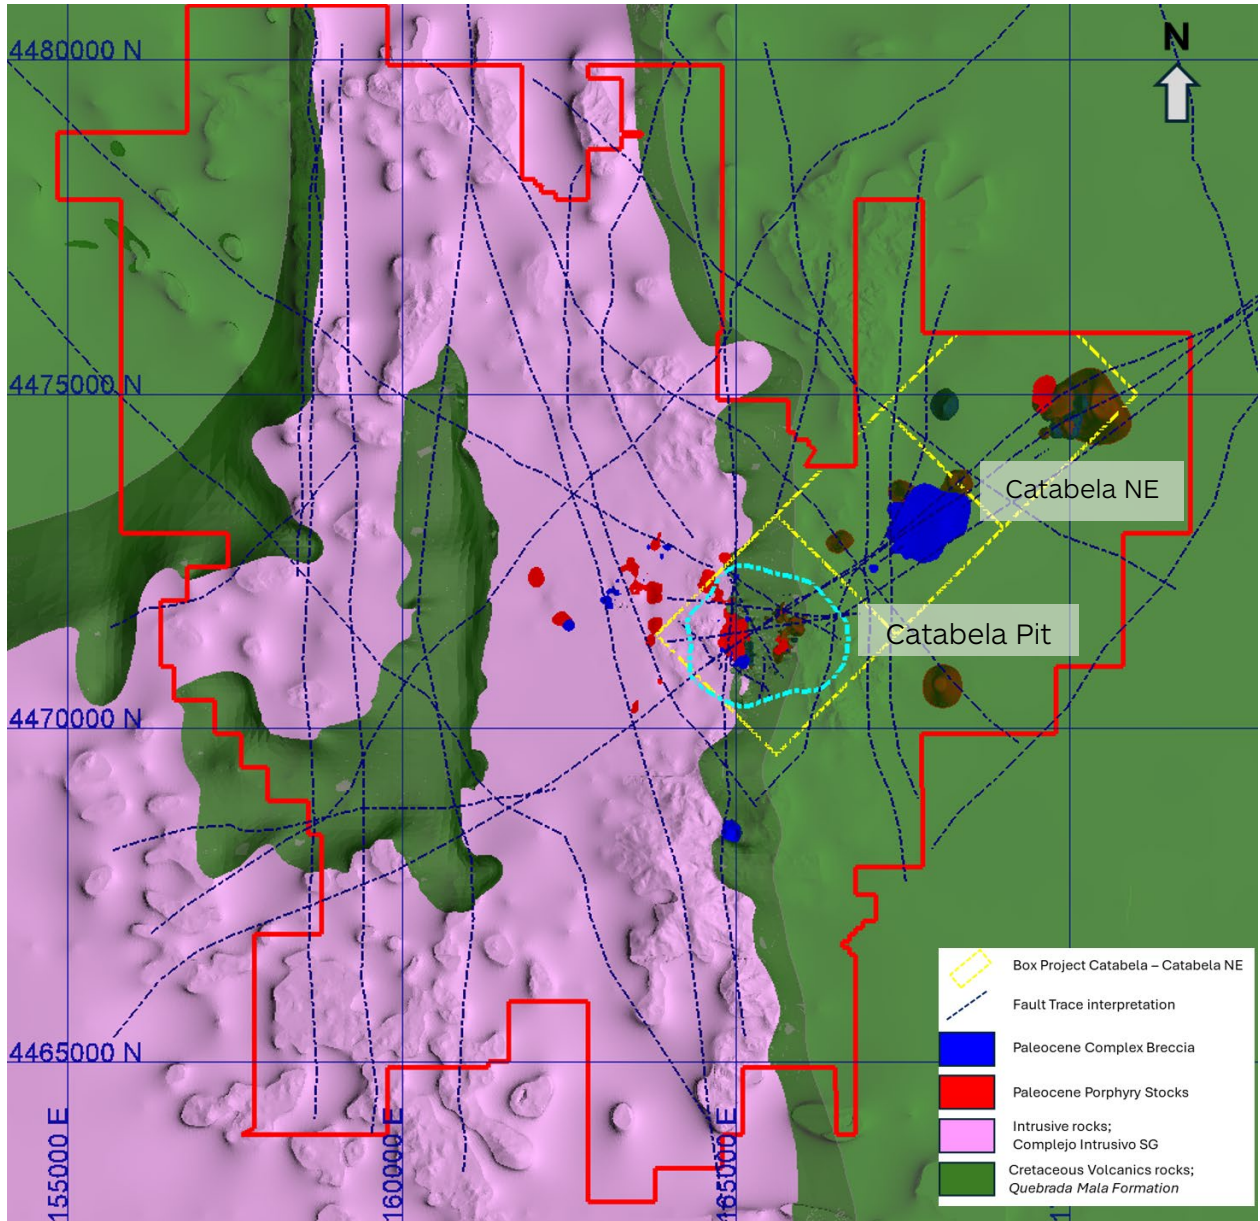 4480000 N
N
4475000 N
Catabela NE
Catabela Pit
4470000 N
4465000 N
155000 E
160000 E
165000 E
Box Project Catabela – Catabela NE
Fault Trace interpretation
Paleocene Complex Breccia
Paleocene Porphyry Stocks
Intrusive rocks;
Complejo Intrusivo SG
Cretaceous Volcanics rocks;
Quebrada Mala Formation